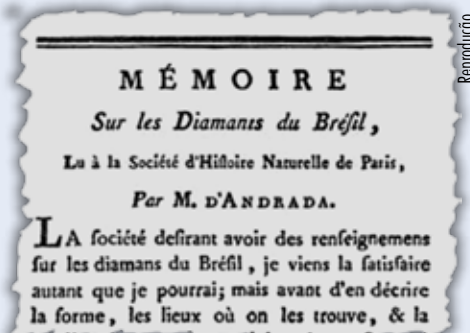 MÉMOIRE
Sur les Diamants du Bréſil,
Lu à la Société d'Hiſtoire Naturelle de Paris,
Par M. D'ANDRADA.
LA ſociété deſirant avoir des renſeignemens
ſur les diamans du Bréſil, je viens la ſatisfaire
autant que je pourrai; mais avant d'en décrire
la forme, les lieux où on les trouve, & la
Reprodução